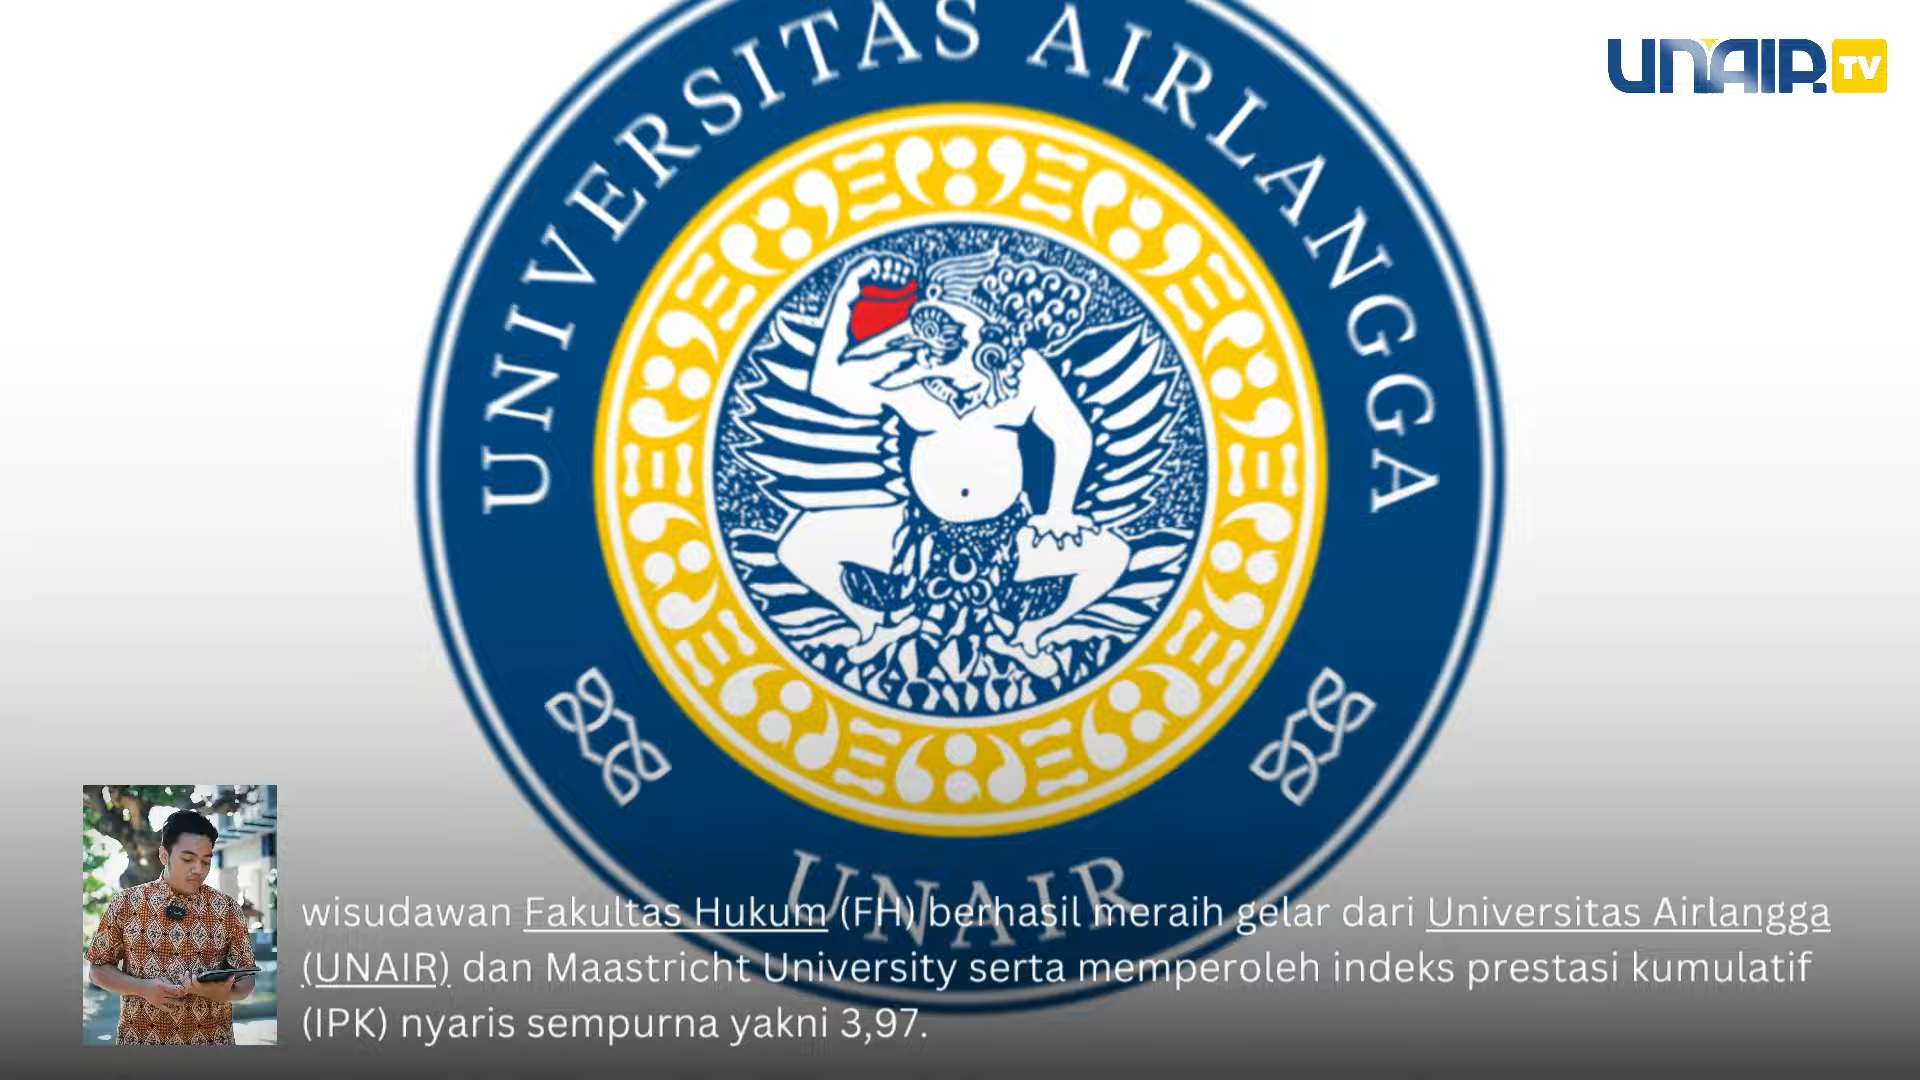 UNIVERSITAS AIRLANGGA
UNAIR TV
UNAIR
wisudawan Fakultas Hukum (FH) berhasil meraih gelar dari Universitas Airlangga
(UNAIR) dan Maastricht University serta memperoleh indeks prestasi kumulatif
(IPK) nyaris sempurna yakni 3,97.